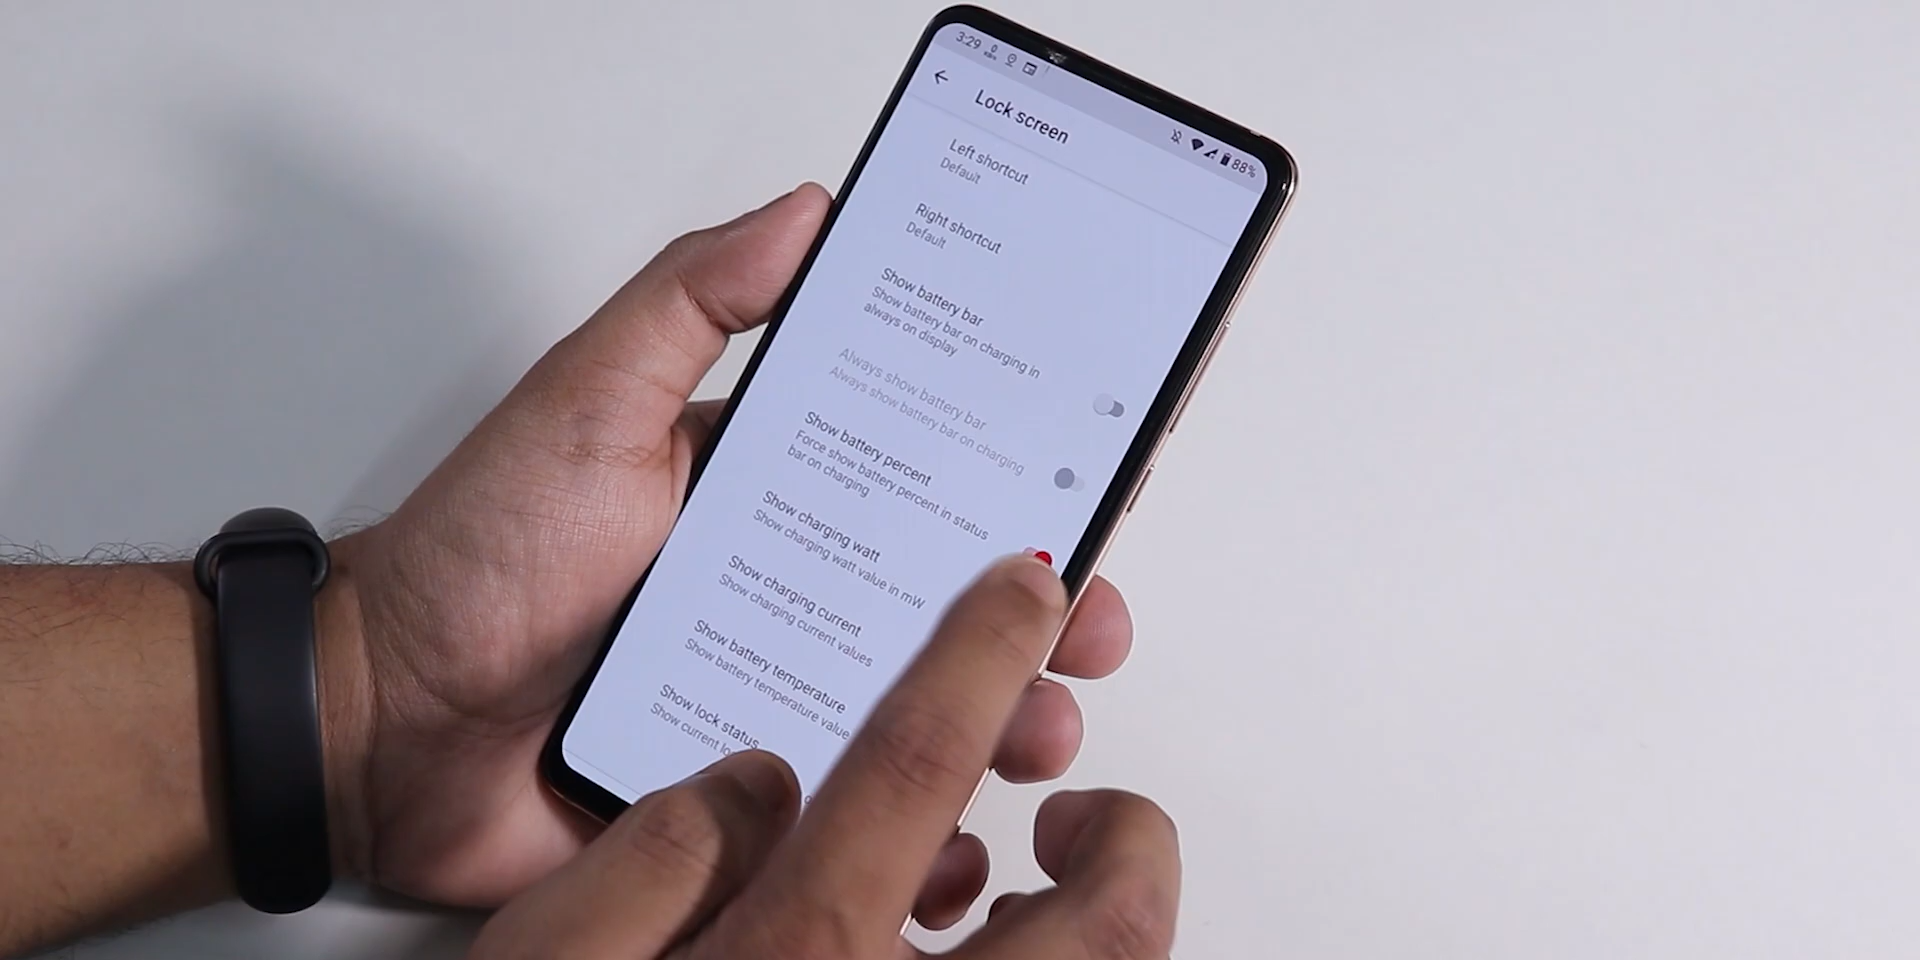 3:29
88%
Lock screen
Left shortcut
Default
Right shortcut
Default
Show battery bar
Show battery bar on charging in
always on display
Always show battery bar
Always show battery bar on charging
Show battery percent
Force show battery percent in status
bar on charging
Show charging watt
Show charging watt value in mW
Show charging current
Show charging current values
Show battery temperature
Show battery temperature value
Show lock status
Show current